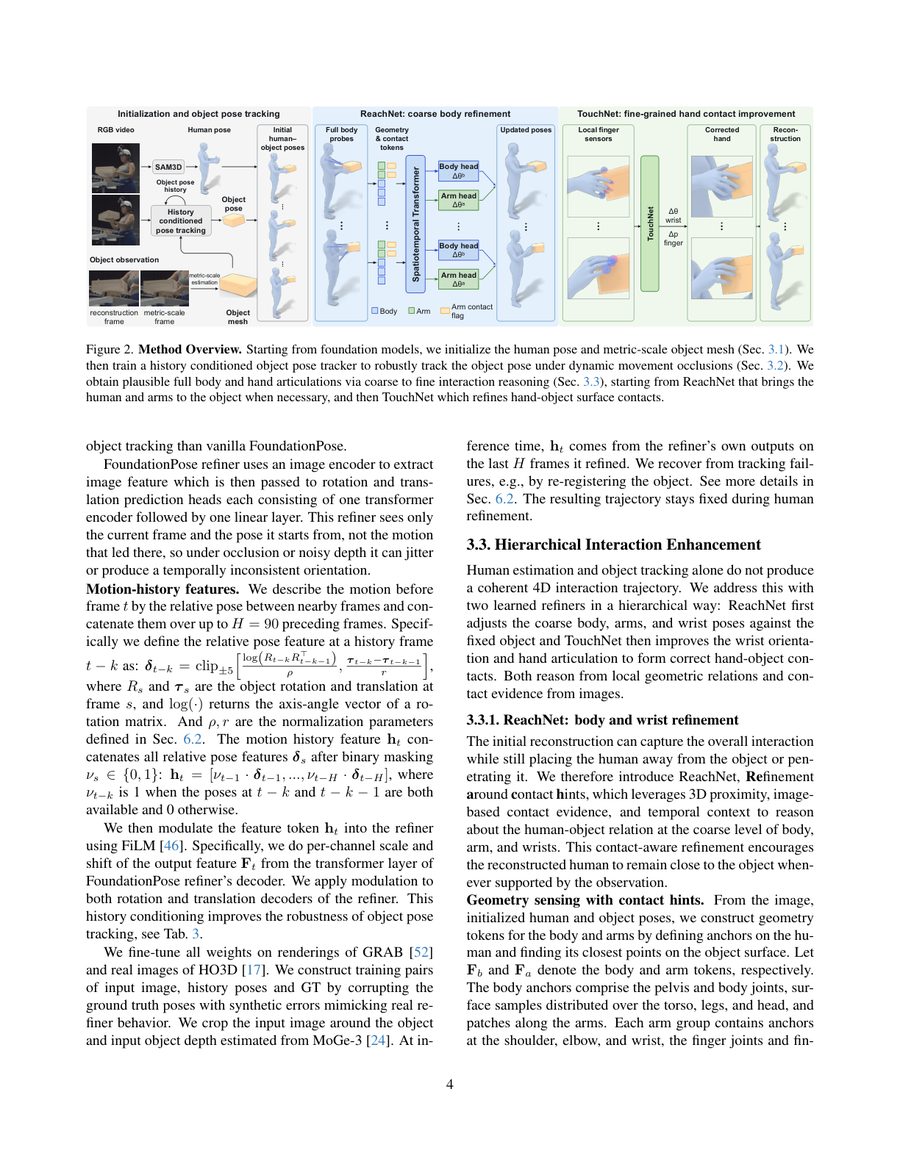 Initialization and object pose tracking
RGB video
Human pose
Initial
human–
object poses
SAM3D
Object pose
history
History
conditioned
pose tracking
Object
pose
Object observation
metric-scale
estimation
reconstruction
frame
metric-scale
frame
Object
mesh
ReachNet: coarse body refinement
Full body
probes
Geometry
& contact
tokens
Updated poses
Spatiotemporal Transformer
Body head
Δθᵇ
Arm head
Δθᵃ
Body head
Δθᵇ
Arm head
Δθᵃ
Body
Arm
Arm contact
flag
TouchNet: fine-grained hand contact improvement
Local finger
sensors
Corrected
hand
Recon-
struction
TouchNet
Δθ
wrist
Δp
finger
Figure 2. Method Overview. Starting from foundation models, we initialize the human pose and metric-scale object mesh (Sec. 3.1). We
then train a history conditioned object pose tracker to robustly track the object pose under dynamic movement occlusions (Sec. 3.2). We
obtain plausible full body and hand articulations via coarse to fine interaction reasoning (Sec. 3.3), starting from ReachNet that brings the
human and arms to the object when necessary, and then TouchNet which refines hand-object surface contacts.
object tracking than vanilla FoundationPose.
FoundationPose refiner uses an image encoder to extract
image feature which is then passed to rotation and trans-
lation prediction heads each consisting of one transformer
encoder followed by one linear layer. This refiner sees only
the current frame and the pose it starts from, not the motion
that led there, so under occlusion or noisy depth it can jitter
or produce a temporally inconsistent orientation.
Motion-history features. We describe the motion before
frame t by the relative pose between nearby frames and con-
catenate them over up to H = 90 preceding frames. Specif-
ically we define the relative pose feature at a history frame
t − k as: δ_{t−k} = clip_{±5} [ log(R_{t−k} R^⊤_{t−k−1}) / ρ , (τ_{t−k} − τ_{t−k−1}) / r ],
where R_s and τ_s are the object rotation and translation at
frame s, and log(·) returns the axis-angle vector of a ro-
tation matrix. And ρ, r are the normalization parameters
defined in Sec. 6.2. The motion history feature h_t con-
catenates all relative pose features δ_s after binary masking
ν_s ∈ {0, 1}: h_t = [ν_{t−1} · δ_{t−1}, ..., ν_{t−H} · δ_{t−H}], where
ν_{t−k} is 1 when the poses at t − k and t − k − 1 are both
available and 0 otherwise.
We then modulate the feature token h_t into the refiner
using FiLM [46]. Specifically, we do per-channel scale and
shift of the output feature F_t from the transformer layer of
FoundationPose refiner's decoder. We apply modulation to
both rotation and translation decoders of the refiner. This
history conditioning improves the robustness of object pose
tracking, see Tab. 3.
We fine-tune all weights on renderings of GRAB [52]
and real images of HO3D [17]. We construct training pairs
of input image, history poses and GT by corrupting the
ground truth poses with synthetic errors mimicking real re-
finer behavior. We crop the input image around the object
and input object depth estimated from MoGe-3 [24]. At in-
ference time, h_t comes from the refiner's own outputs on
the last H frames it refined. We recover from tracking fail-
ures, e.g., by re-registering the object. See more details in
Sec. 6.2. The resulting trajectory stays fixed during human
refinement.
3.3. Hierarchical Interaction Enhancement
Human estimation and object tracking alone do not produce
a coherent 4D interaction trajectory. We address this with
two learned refiners in a hierarchical way: ReachNet first
adjusts the coarse body, arms, and wrist poses against the
fixed object and TouchNet then improves the wrist orienta-
tion and hand articulation to form correct hand-object con-
tacts. Both reason from local geometric relations and con-
tact evidence from images.
3.3.1. ReachNet: body and wrist refinement
The initial reconstruction can capture the overall interaction
while still placing the human away from the object or pen-
etrating it. We therefore introduce ReachNet, Refinement
around contact hints, which leverages 3D proximity, image-
based contact evidence, and temporal context to reason
about the human-object relation at the coarse level of body,
arm, and wrists. This contact-aware refinement encourages
the reconstructed human to remain close to the object when-
ever supported by the observation.
Geometry sensing with contact hints. From the image,
initialized human and object poses, we construct geometry
tokens for the body and arms by defining anchors on the hu-
man and finding its closest points on the object surface. Let
F_b and F_a denote the body and arm tokens, respectively.
The body anchors comprise the pelvis and body joints, sur-
face samples distributed over the torso, legs, and head, and
patches along the arms. Each arm group contains anchors
at the shoulder, elbow, and wrist, the finger joints and fin-
4